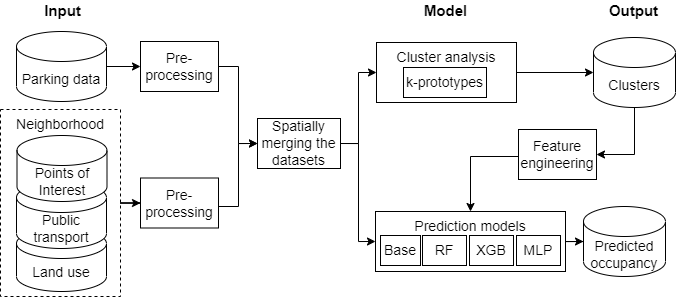 Input
Model
Output
Parking data
Pre-
processing
Cluster analysis
k-prototypes
Clusters
Neighborhood
Points of
Interest
Public
transport
Land use
Pre-
processing
Spatially
merging the
datasets
Feature
engineering
Prediction models
Base
RF
XGB
MLP
Predicted
occupancy